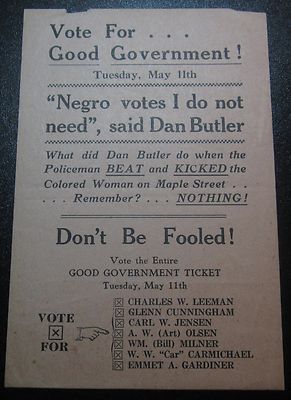 Vote For . . .
Good Government !
Tuesday, May 11th
"Negro votes I do not
need", said Dan Butler
What did Dan Butler do when the
Policeman BEAT and KICKED the
Colored Woman on Maple Street . .
. . . . Remember? . . . NOTHING!
Don't Be Fooled!
Vote the Entire
GOOD GOVERNMENT TICKET
Tuesday, May 11th
VOTE
FOR
CHARLES W. LEEMAN
GLENN CUNNINGHAM
CARL W. JENSEN
A. W. (Art) OLSEN
WM. (Bill) MILNER
W. W. "Car" CARMICHAEL
EMMET A. GARDINER